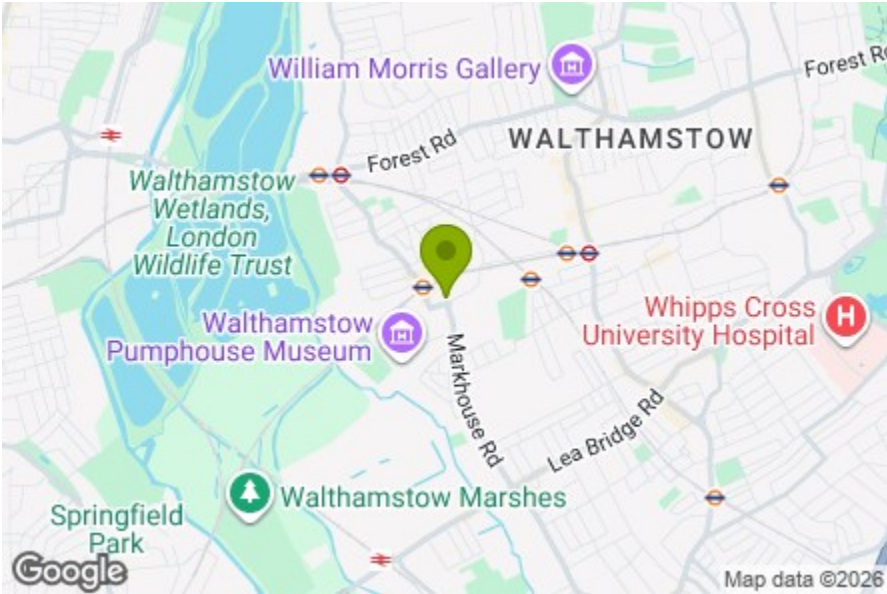 Forest Rd
William Morris Gallery
WALTHAMSTOW
Forest Rd
Walthamstow
Wetlands,
London
Wildlife Trust
Whipps Cross
University Hospital
H
Walthamstow
Pumphouse Museum
Markhouse Rd
Lea Bridge Rd
Walthamstow Marshes
Springfield
Park
Google
Map data ©2026